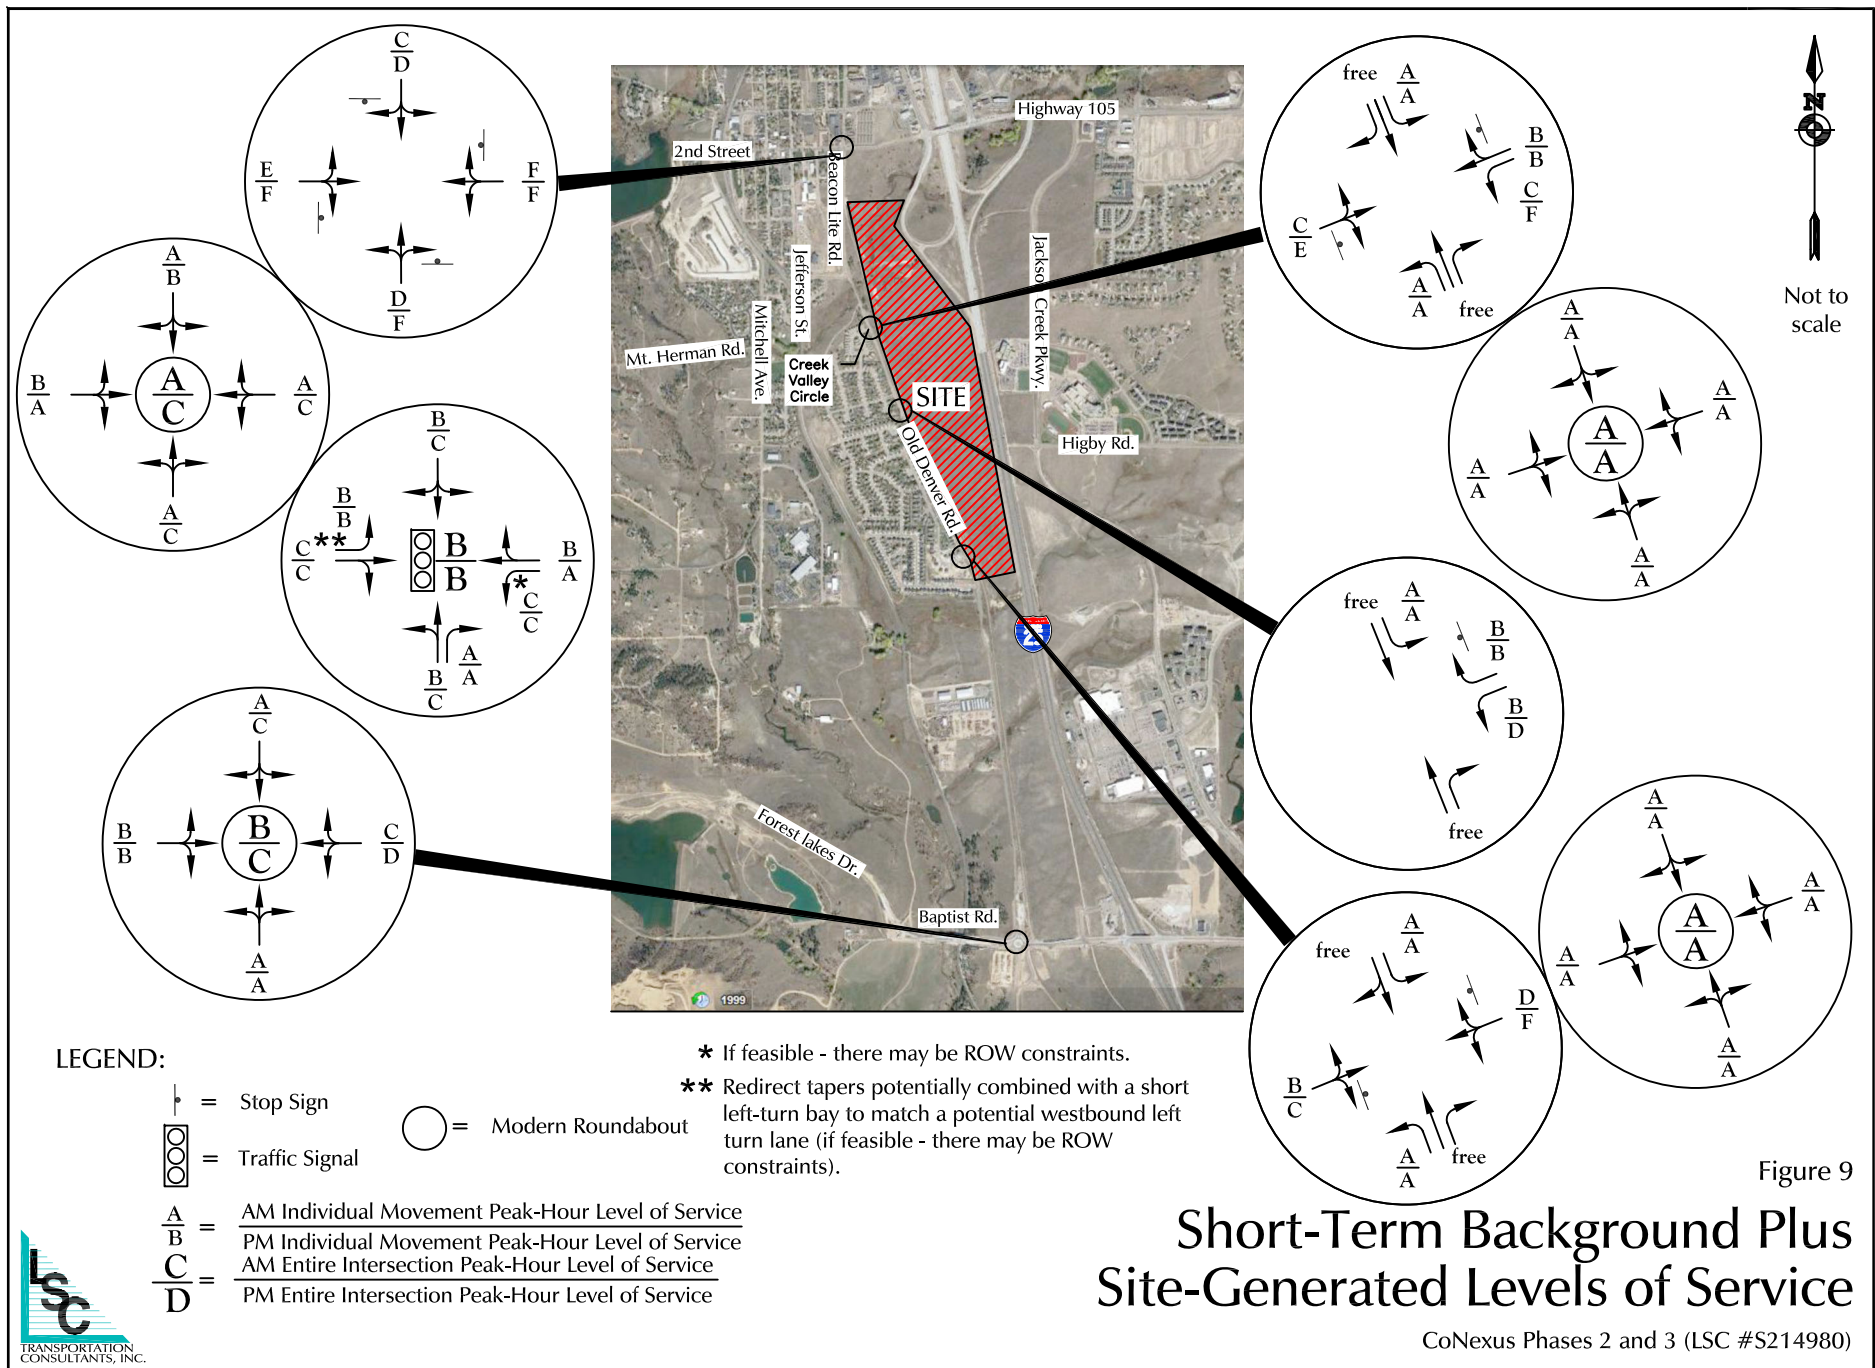 C
D
E
F
F
F
D
F
A
B
B
A
A
C
A
C
A
C
B
C
B
B
C**
C
B
B
B
A
*
C
C
A
A
B
C
A
C
B
B
B
C
C
D
A
A
Highway 105
2nd Street
Beacon Lite Rd.
Jefferson St.
Mitchell Ave.
Mt. Herman Rd.
Creek
Valley
Circle
SITE
Jackson Creek Pkwy.
Higby Rd.
Old Denver Rd.
25
Forest lakes Dr.
Baptist Rd.
1999
free
A
A
B
B
C
F
C
E
A
A
free
N
Not to
scale
A
A
A
A
A
A
A
A
A
A
free
A
A
B
B
B
D
free
A
A
free
D
F
B
C
A
A
free
A
A
A
A
A
A
A
A
A
A
LEGEND:
= Stop Sign
= Traffic Signal
= Modern Roundabout
A
B
= AM Individual Movement Peak-Hour Level of Service
PM Individual Movement Peak-Hour Level of Service
C
D
= AM Entire Intersection Peak-Hour Level of Service
PM Entire Intersection Peak-Hour Level of Service
* If feasible - there may be ROW constraints.
** Redirect tapers potentially combined with a short
left-turn bay to match a potential westbound left
turn lane (if feasible - there may be ROW
constraints).
LSC
TRANSPORTATION
CONSULTANTS, INC.
Figure 9
Short-Term Background Plus
Site-Generated Levels of Service
CoNexus Phases 2 and 3 (LSC #S214980)